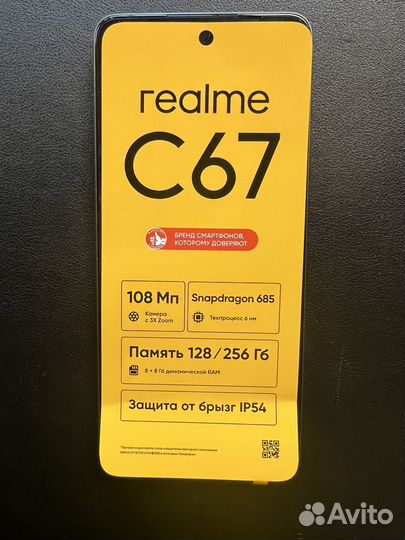 realme
C67
БРЕНД СМАРТФОНОВ,
КОТОРОМУ ДОВЕРЯЮТ
108 Мп
Камера
с 3X Zoom
Snapdragon 685
Техпроцесс 6 нм
Память 128/256 Гб
8 + 8 Гб динамической RAM
Защита от брызг IP54
Avito